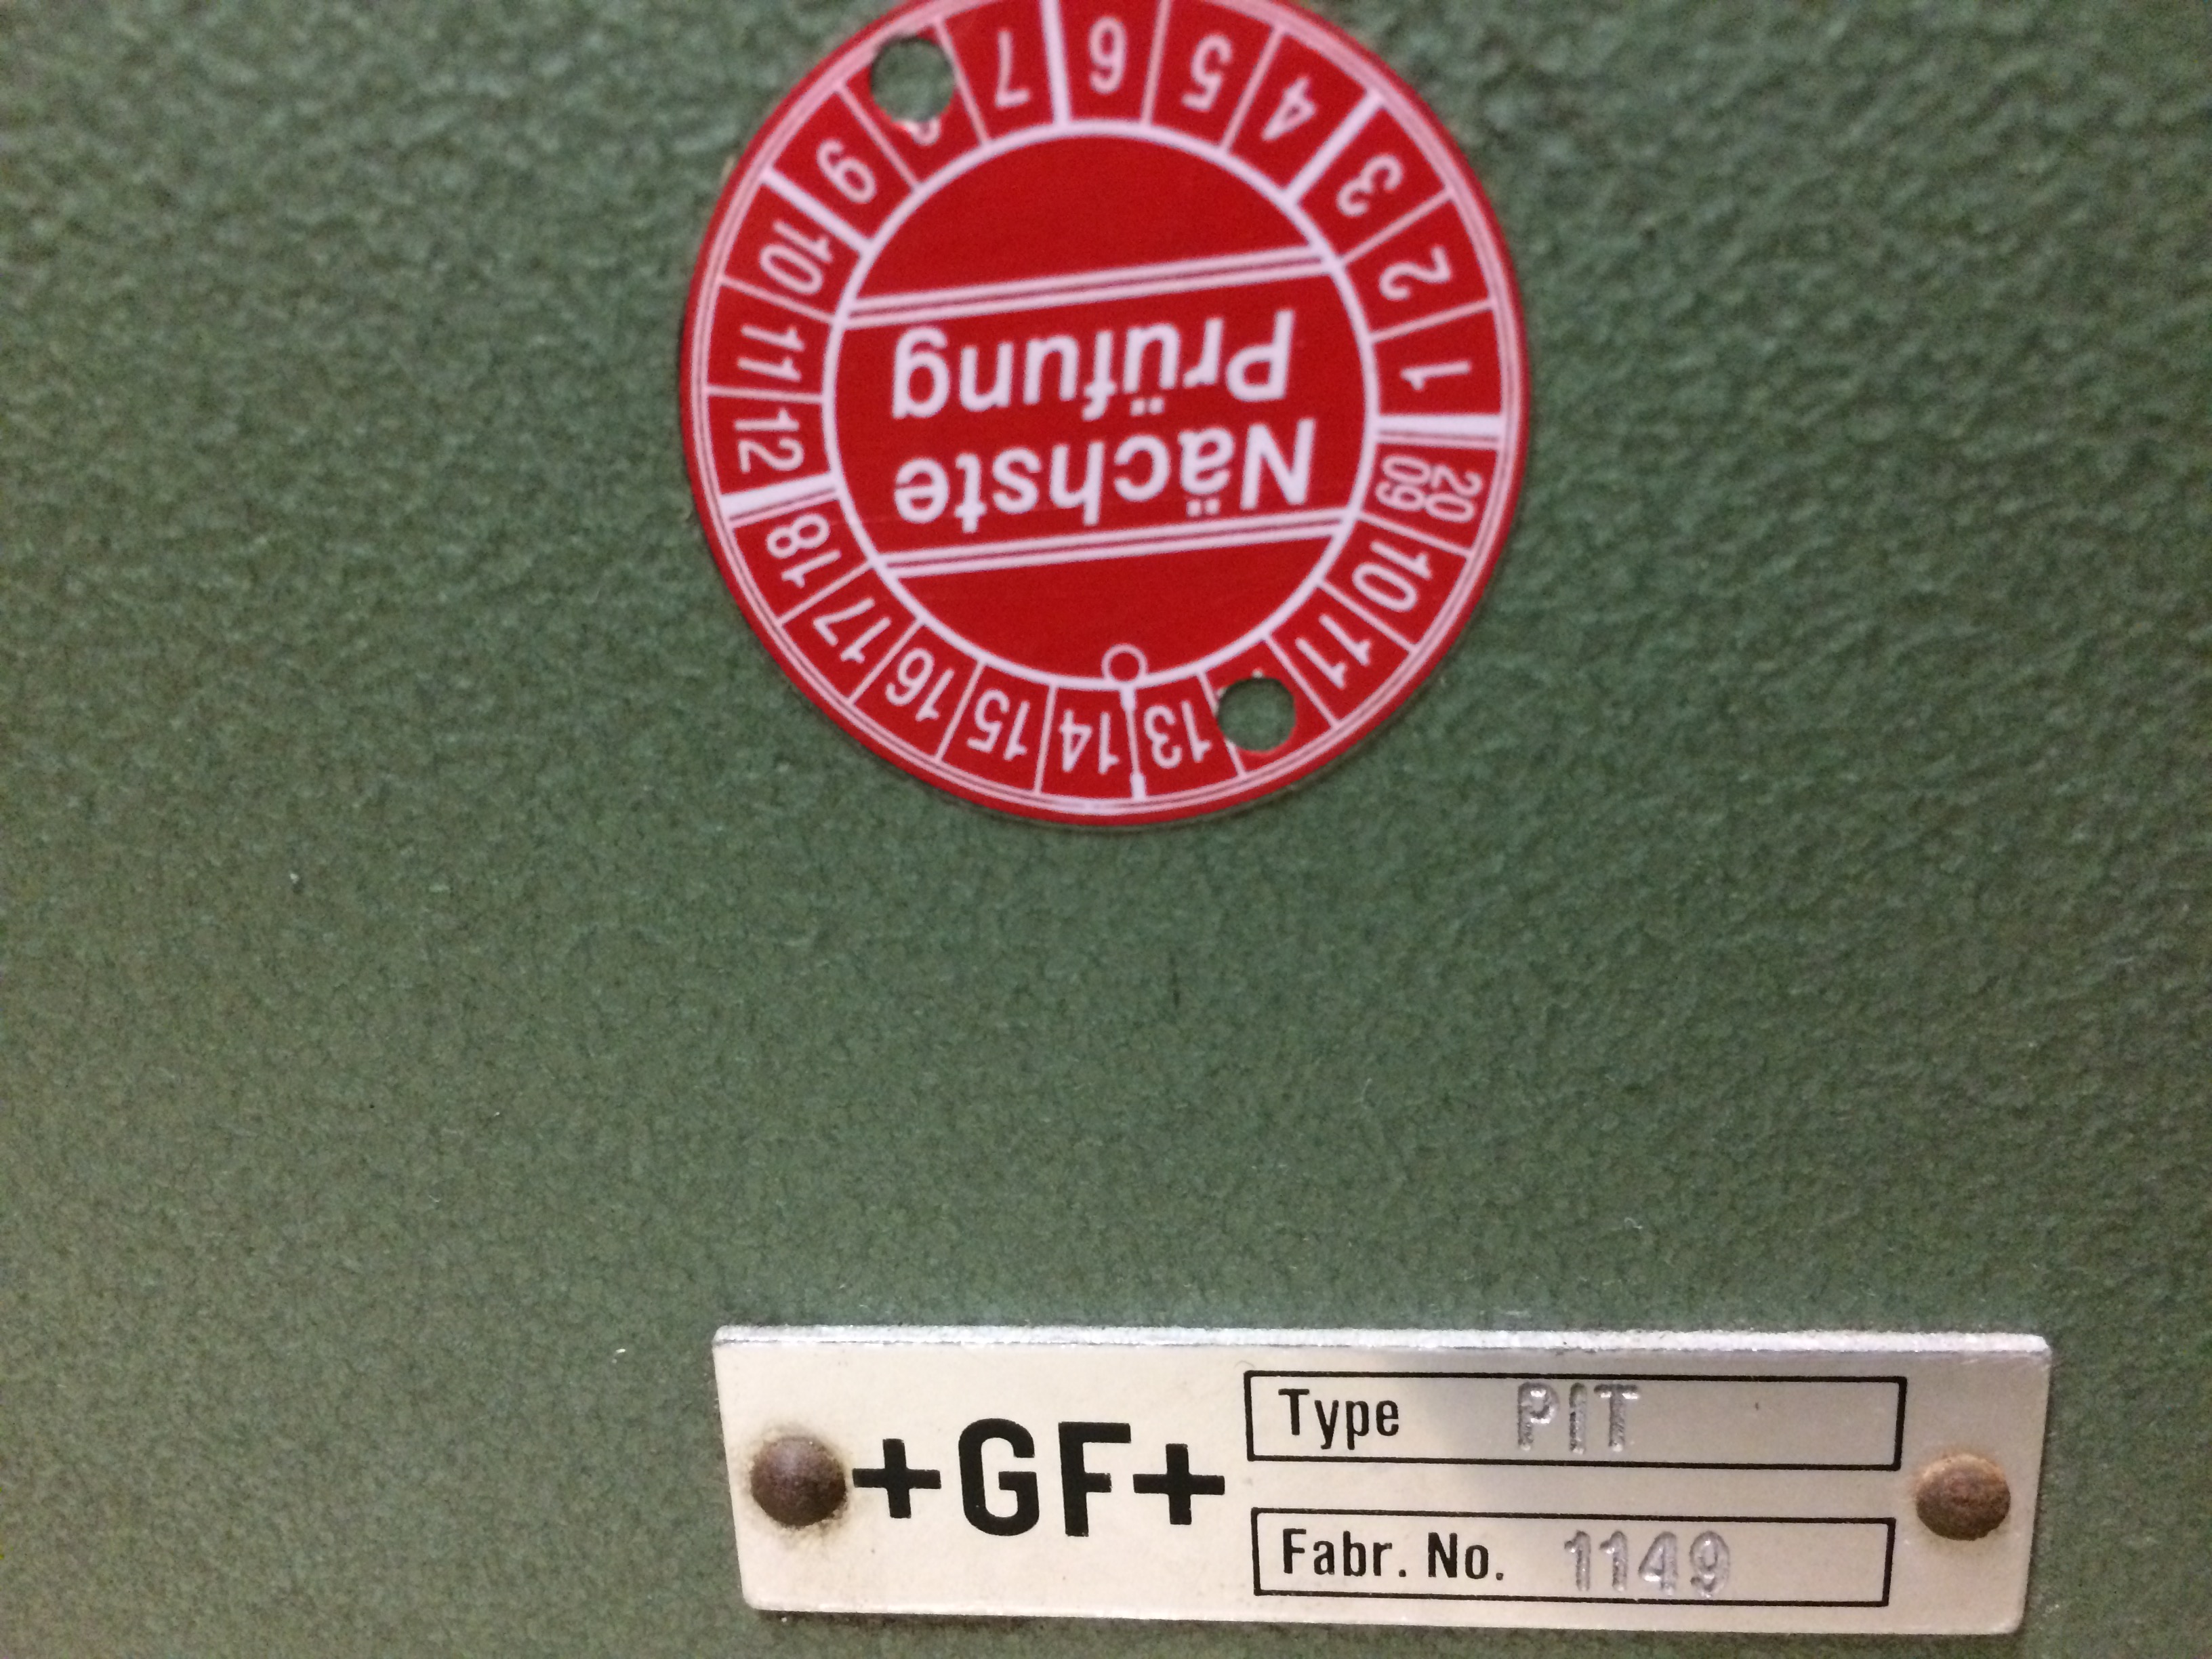 Nächste
Prüfung
1 2 3 4 5 6 7 9 10 11 12
20
09 10 11 13 14 15 16 17 18
+GF+
Type PIT
Fabr. No. 1149